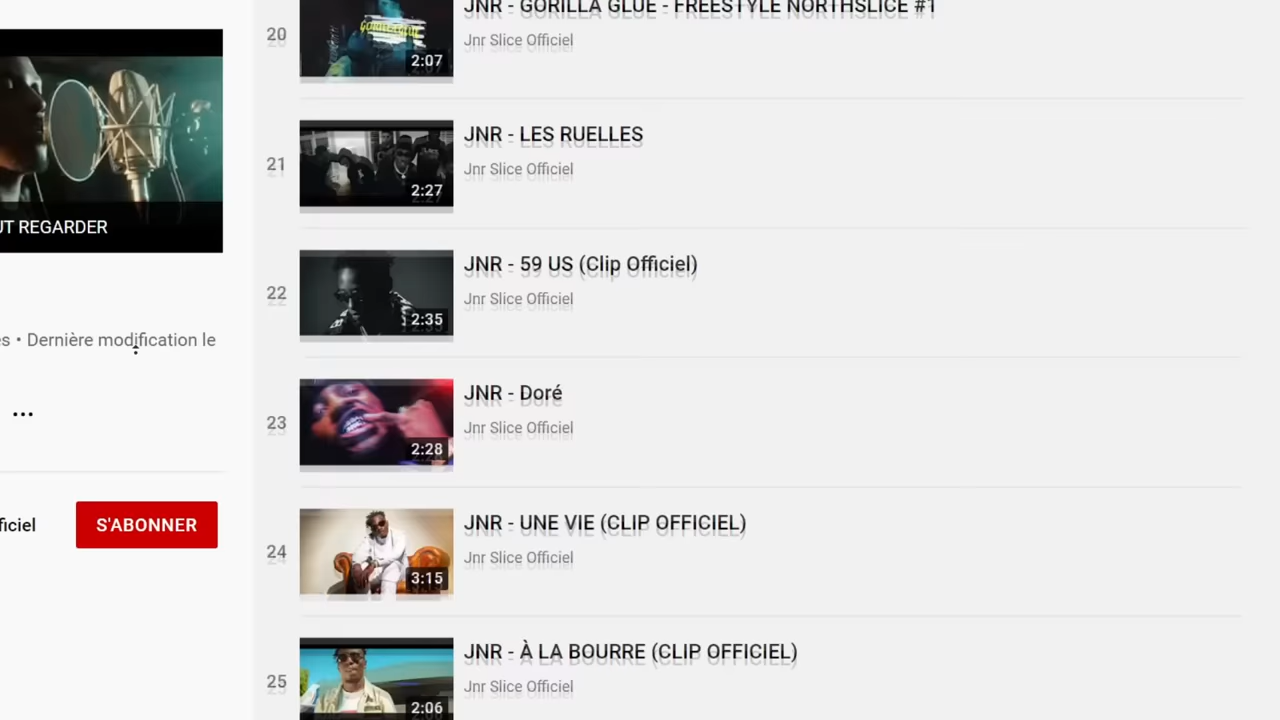 UT REGARDER
es • Dernière modification le
...
ficiel
S'ABONNER
20
JNR - GORILLA GLUE - FREESTYLE NORTHSLICE #1
Jnr Slice Officiel
2:07
21
JNR - LES RUELLES
Jnr Slice Officiel
2:27
22
JNR - 59 US (Clip Officiel)
Jnr Slice Officiel
2:35
23
JNR - Doré
Jnr Slice Officiel
2:28
24
JNR - UNE VIE (CLIP OFFICIEL)
Jnr Slice Officiel
3:15
25
JNR - À LA BOURRE (CLIP OFFICIEL)
Jnr Slice Officiel
2:06